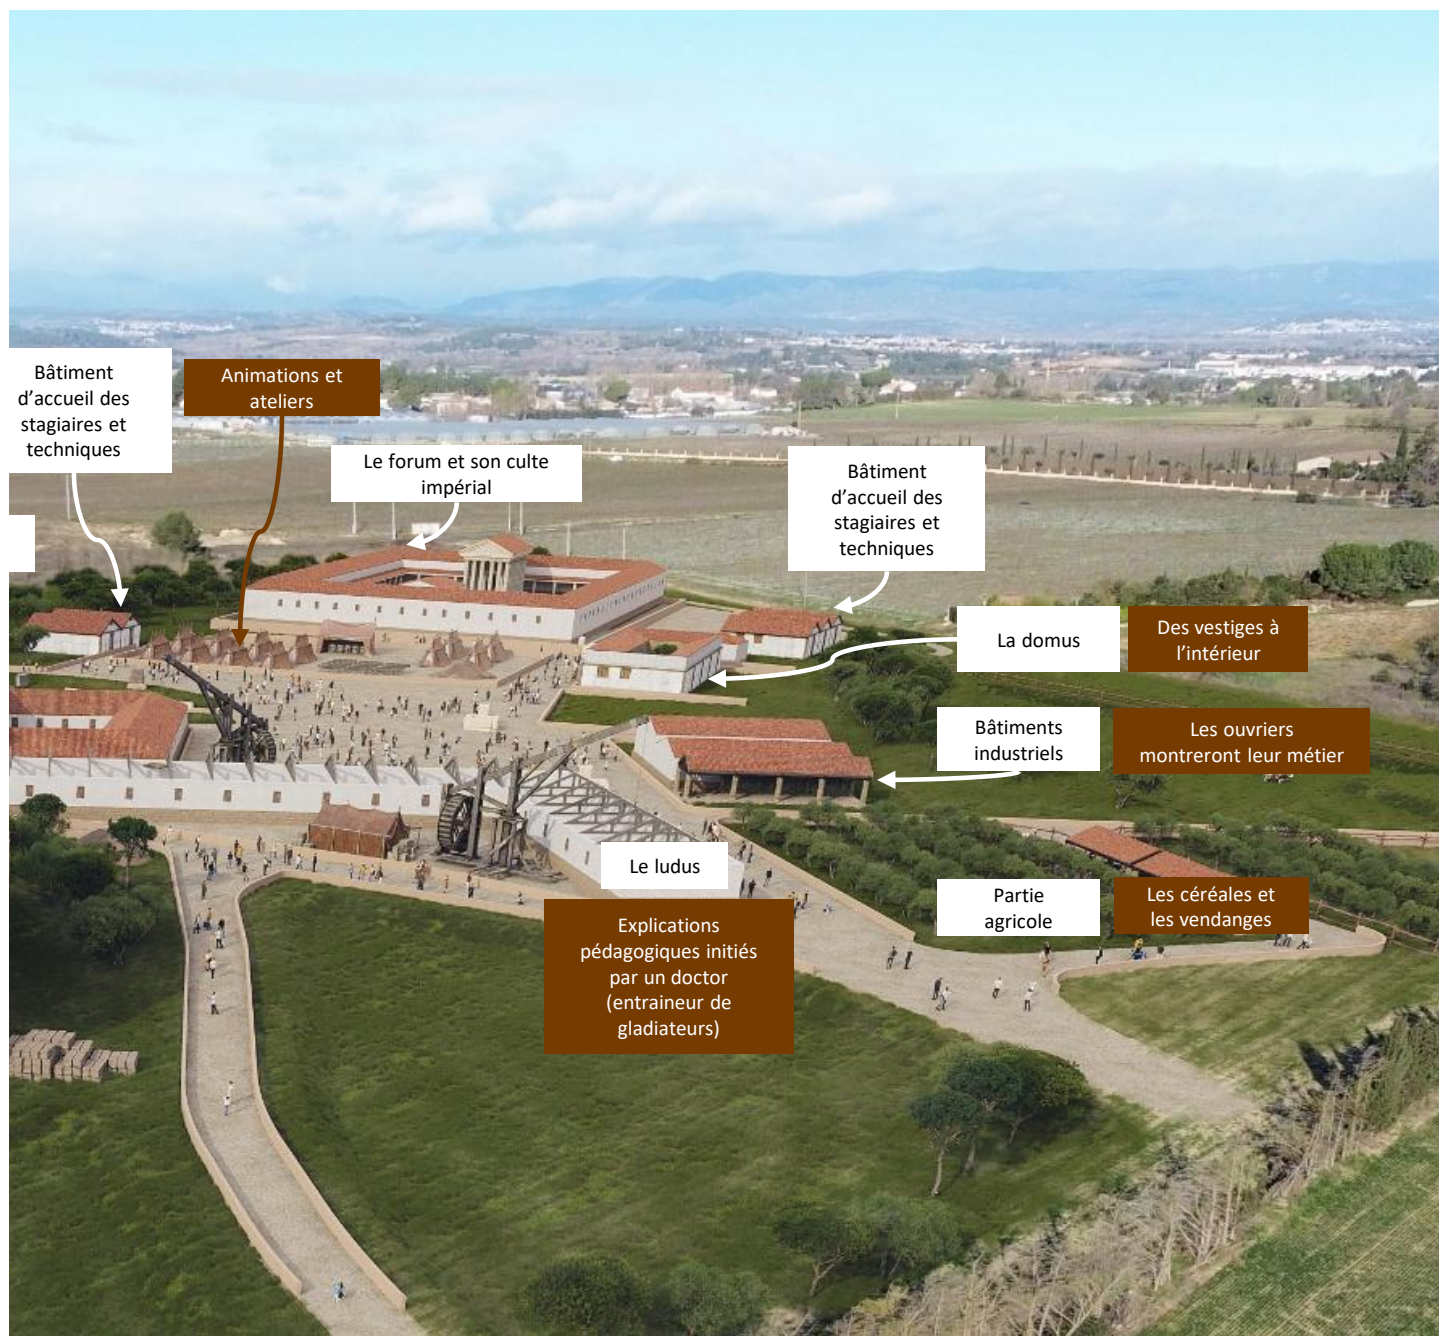 Bâtiment
d’accueil des
stagiaires et
techniques
Animations et
ateliers
Le forum et son culte
impérial
Bâtiment
d’accueil des
stagiaires et
techniques
La domus
Des vestiges à
l’intérieur
Bâtiments
industriels
Les ouvriers
montreront leur métier
Le ludus
Explications
pédagogiques initiés
par un doctor
(entraineur de
gladiateurs)
Partie
agricole
Les céréales et
les vendanges